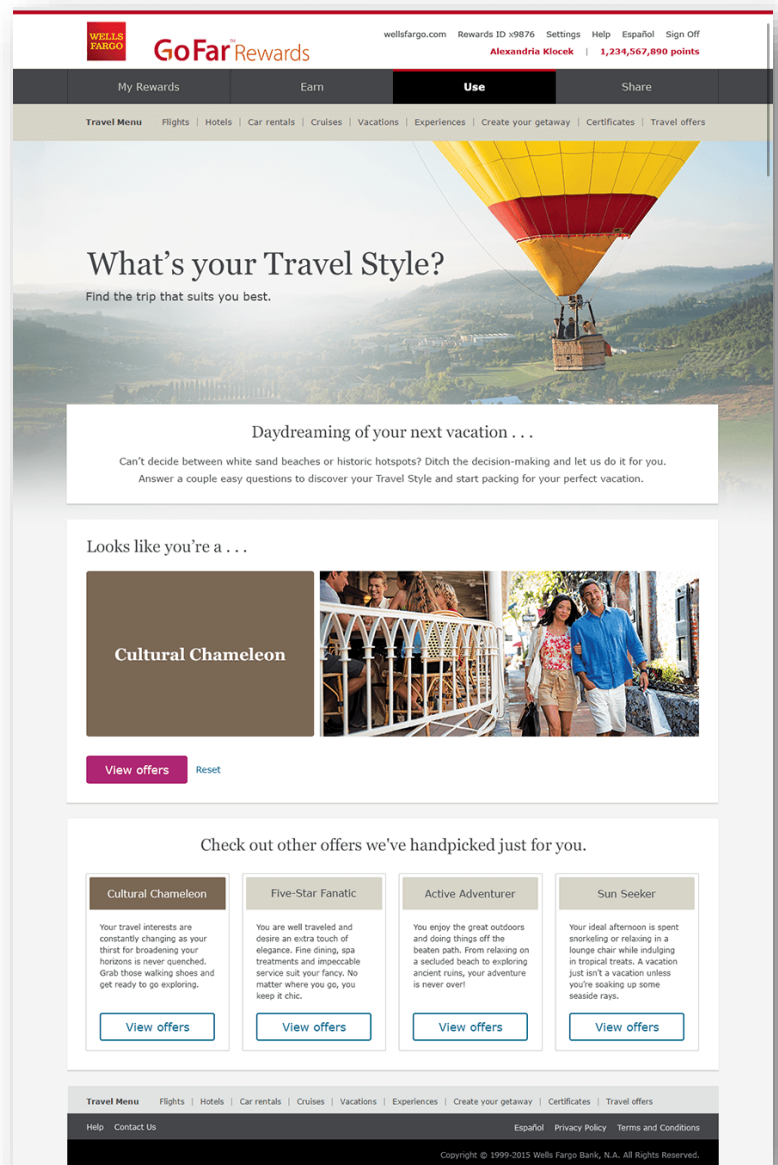 WELLS
FARGO
Go Far™ Rewards
wellsfargo.com Rewards ID x9876 Settings Help Español Sign Off
Alexandria Klocek | 1,234,567,890 points
My Rewards Earn Use Share
Travel Menu Flights | Hotels | Car rentals | Cruises | Vacations | Experiences | Create your getaway | Certificates | Travel offers
What's your Travel Style?
Find the trip that suits you best.
Daydreaming of your next vacation . . .
Can't decide between white sand beaches or historic hotspots? Ditch the decision-making and let us do it for you.
Answer a couple easy questions to discover your Travel Style and start packing for your perfect vacation.
Looks like you're a . . .
Cultural Chameleon
View offers Reset
Check out other offers we've handpicked just for you.
Cultural Chameleon
Your travel interests are
constantly changing as your
thirst for broadening your
horizons is never quenched.
Grab those walking shoes and
get ready to go exploring.
View offers
Five-Star Fanatic
You are well traveled and
desire an extra touch of
elegance. Fine dining, spa
treatments and impeccable
service suit your fancy. No
matter where you go, you
keep it chic.
View offers
Active Adventurer
You enjoy the great outdoors
and doing things off the
beaten path. From relaxing on
a secluded beach to exploring
ancient ruins, your adventure
is never over!
View offers
Sun Seeker
Your ideal afternoon is spent
snorkeling or relaxing in a
lounge chair while indulging
in tropical treats. A vacation
just isn't a vacation unless
you're soaking up some
seaside rays.
View offers
Travel Menu Flights | Hotels | Car rentals | Cruises | Vacations | Experiences | Create your getaway | Certificates | Travel offers
Help Contact Us Español Privacy Policy Terms and Conditions
Copyright © 1999-2015 Wells Fargo Bank, N.A. All Rights Reserved.